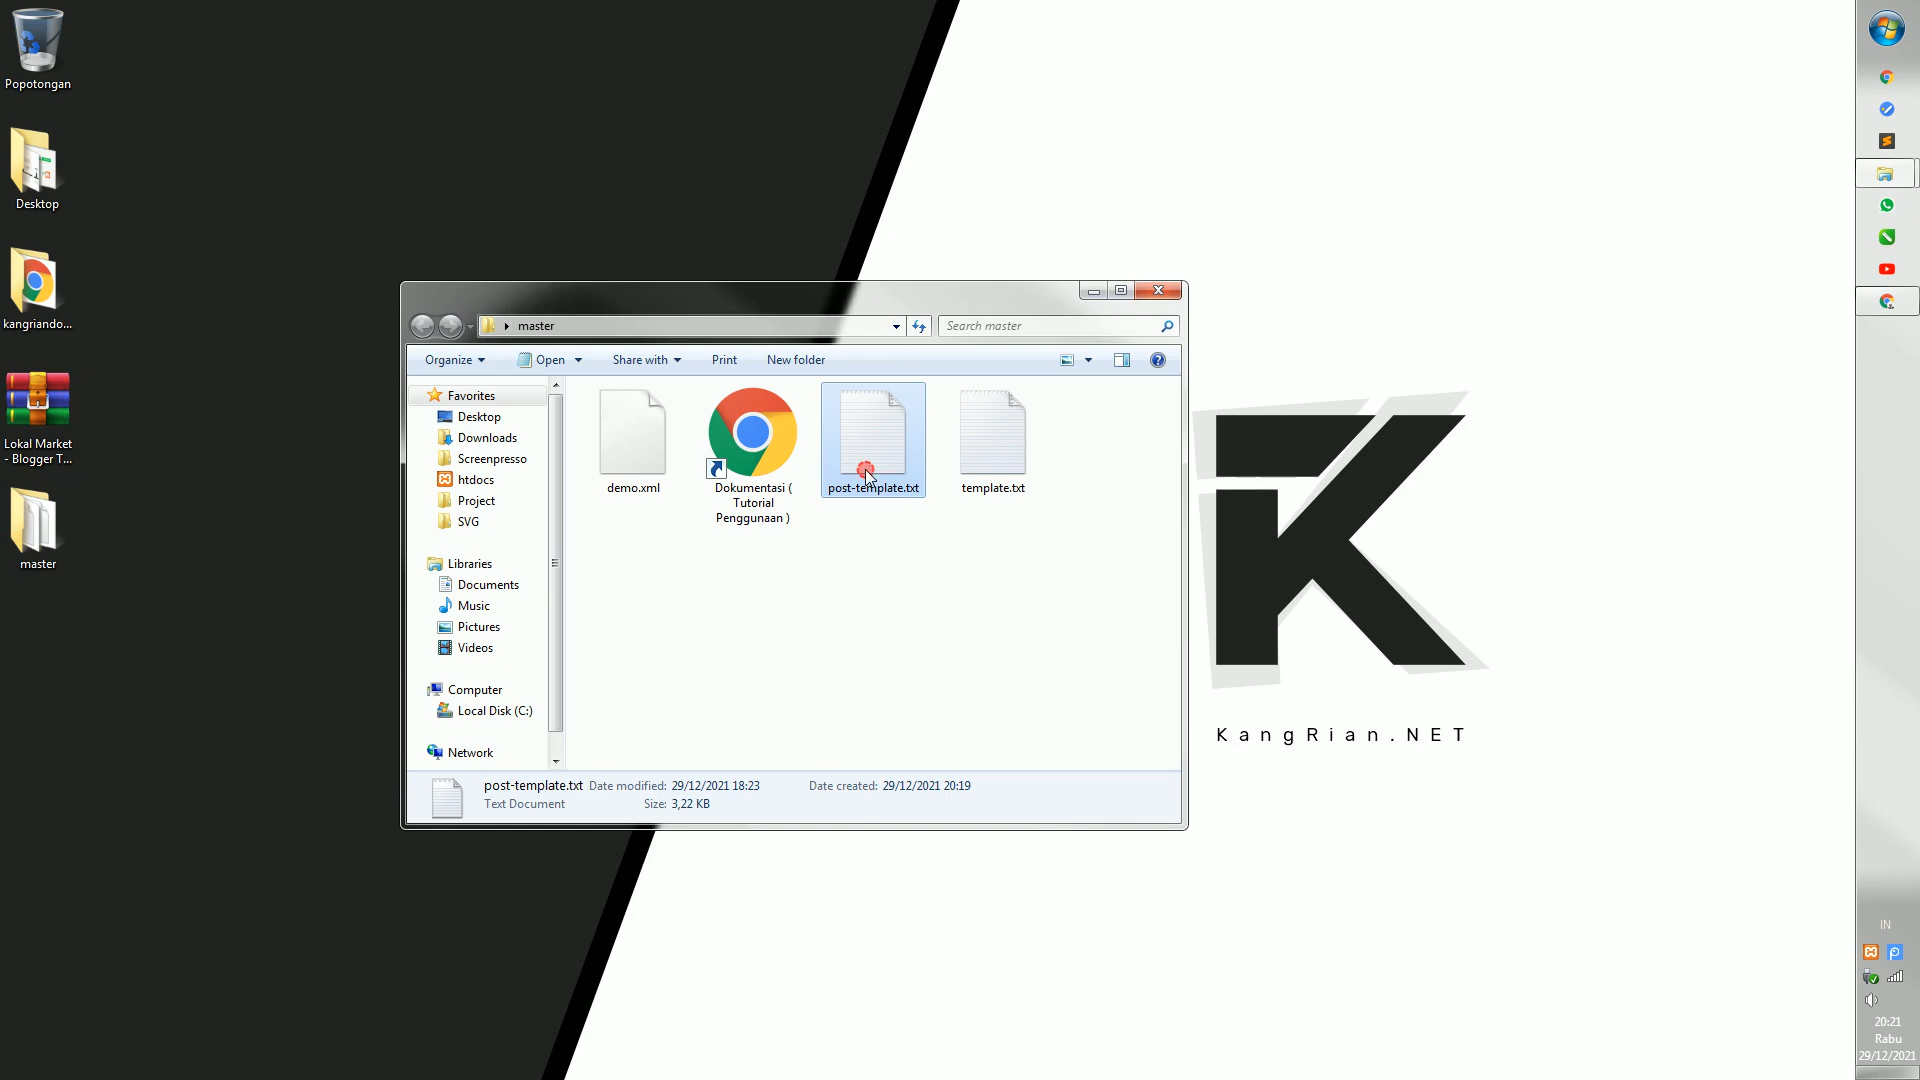 Popotongan
Desktop
kangriando...
Lokal Market
- Blogger T...
master
master
Search master
Organize
Open
Share with
Print
New folder
Favorites
Desktop
Downloads
Screenpresso
htdocs
Project
SVG
Libraries
Documents
Music
Pictures
Videos
Computer
Local Disk (C:)
Network
demo.xml
Dokumentasi (
Tutorial
Penggunaan )
post-template.txt
template.txt
post-template.txt Date modified: 29/12/2021 18:23 Date created: 29/12/2021 20:19
Text Document Size: 3,22 KB
KangRian.NET
IN
20:21
Rabu
29/12/2021